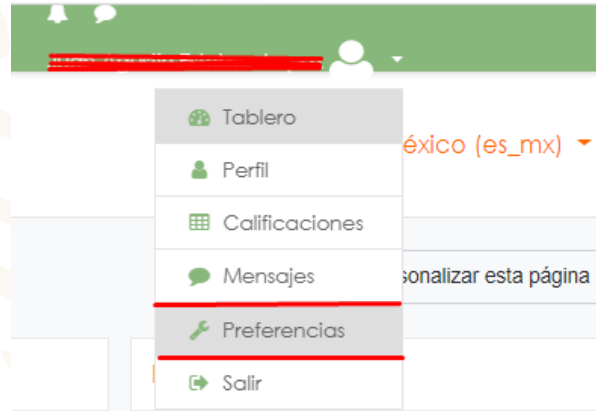 Tablero
éxico (es_mx)
Perfil
Calificaciones
Mensajes
sonalizar esta página
Preferencias
Salir